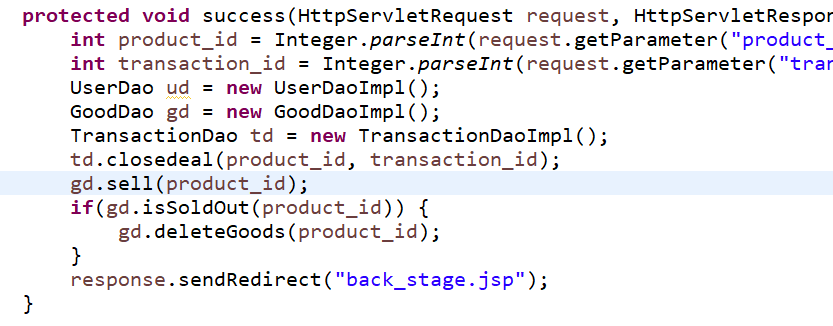 protected void success(HttpServletRequest request, HttpServletRespon
int product_id = Integer.parseInt(request.getParameter("product_
int transaction_id = Integer.parseInt(request.getParameter("tran
UserDao ud = new UserDaoImpl();
GoodDao gd = new GoodDaoImpl();
TransactionDao td = new TransactionDaoImpl();
td.closedeal(product_id, transaction_id);
gd.sell(product_id);
if(gd.isSoldOut(product_id)) {
gd.deleteGoods(product_id);
}
response.sendRedirect("back_stage.jsp");
}